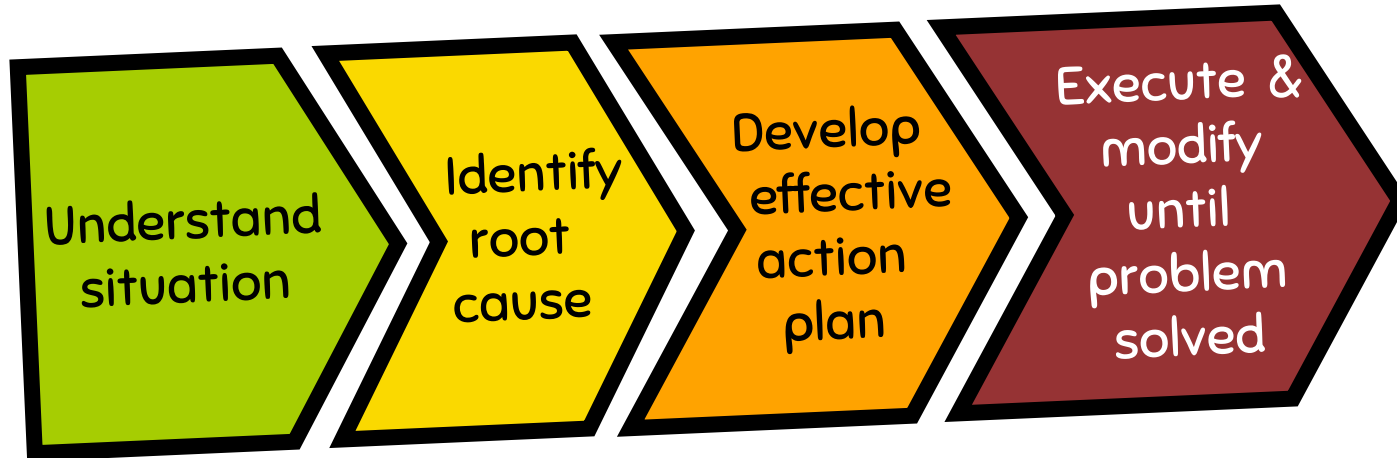 Understand
situation
Identify
root
cause
Develop
effective
action
plan
Execute &
modify
until
problem
solved